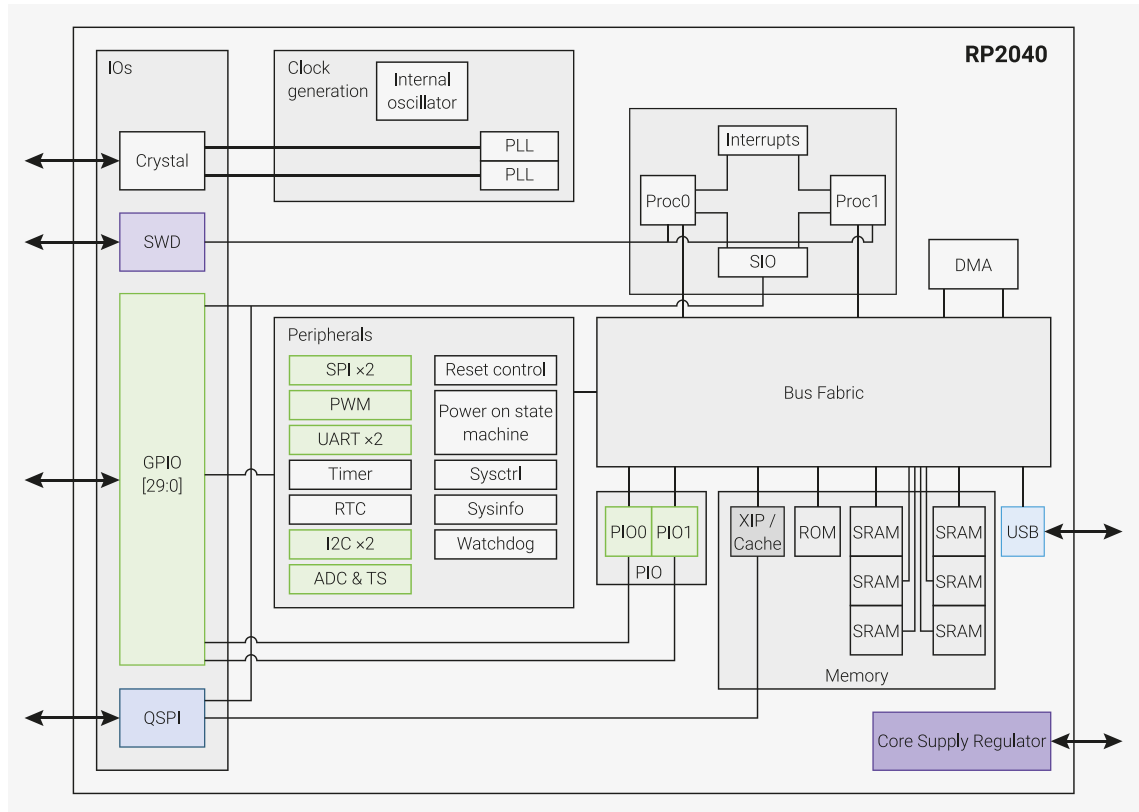 RP2040
IOs
Crystal
SWD
GPIO
[29:0]
QSPI
Clock
generation
Internal
oscillator
PLL
PLL
Interrupts
Proc0
Proc1
SIO
DMA
Peripherals
SPI ×2
PWM
UART ×2
Timer
RTC
I2C ×2
ADC & TS
Reset control
Power on state
machine
Sysctrl
Sysinfo
Watchdog
Bus Fabric
PIO0
PIO1
PIO
XIP /
Cache
ROM
SRAM
SRAM
SRAM
SRAM
SRAM
SRAM
Memory
USB
Core Supply Regulator